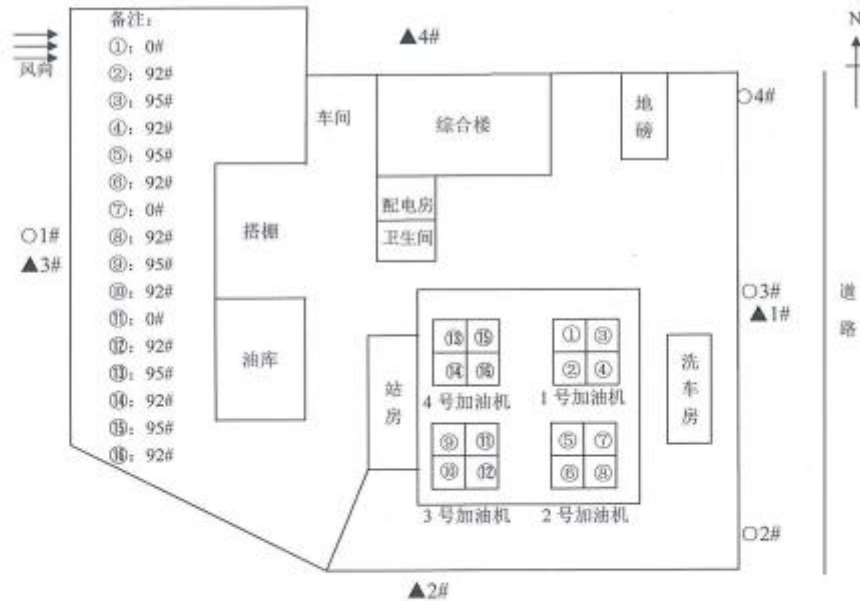 备注:
①: 0#
②: 92#
③: 95#
④: 92#
⑤: 95#
⑥: 92#
⑦: 0#
⑧: 92#
⑨: 95#
⑩: 92#
⑪: 0#
⑫: 92#
⑬: 95#
⑭: 92#
⑮: 95#
⑯: 92#
风向
▲4#
N
车间
综合楼
地磅
○4#
配电房
卫生间
搭棚
○1#
▲3#
○3#
▲1#
道路
油库
站房
⑬ ⑮
⑭ ⑯
4 号加油机
① ③
② ④
1 号加油机
洗车房
⑨ ⑪
⑩ ⑫
3 号加油机
⑤ ⑦
⑥ ⑧
2 号加油机
○2#
▲2#